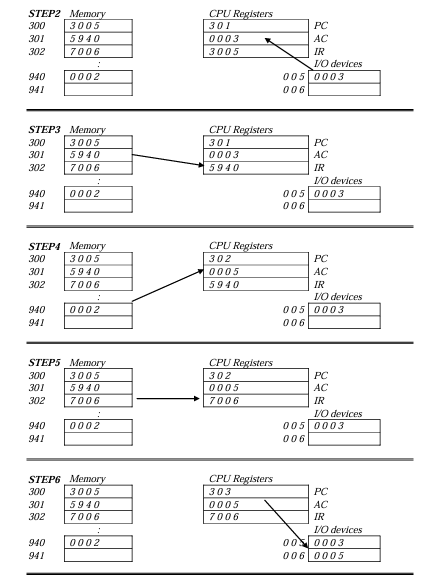 STEP2 Memory CPU Registers
300 3 0 0 5 3 0 1 PC
301 5 9 4 0 0 0 0 3 AC
302 7 0 0 6 3 0 0 5 IR
: I/O devices
940 0 0 0 2 0 0 5 0 0 0 3
941 0 0 6
STEP3 Memory CPU Registers
300 3 0 0 5 3 0 1 PC
301 5 9 4 0 0 0 0 3 AC
302 7 0 0 6 5 9 4 0 IR
: I/O devices
940 0 0 0 2 0 0 5 0 0 0 3
941 0 0 6
STEP4 Memory CPU Registers
300 3 0 0 5 3 0 2 PC
301 5 9 4 0 0 0 0 5 AC
302 7 0 0 6 5 9 4 0 IR
: I/O devices
940 0 0 0 2 0 0 5 0 0 0 3
941 0 0 6
STEP5 Memory CPU Registers
300 3 0 0 5 3 0 2 PC
301 5 9 4 0 0 0 0 5 AC
302 7 0 0 6 7 0 0 6 IR
: I/O devices
940 0 0 0 2 0 0 5 0 0 0 3
941 0 0 6
STEP6 Memory CPU Registers
300 3 0 0 5 3 0 3 PC
301 5 9 4 0 0 0 0 5 AC
302 7 0 0 6 7 0 0 6 IR
: I/O devices
940 0 0 0 2 0 0 5 0 0 0 3
941 0 0 6 0 0 0 5